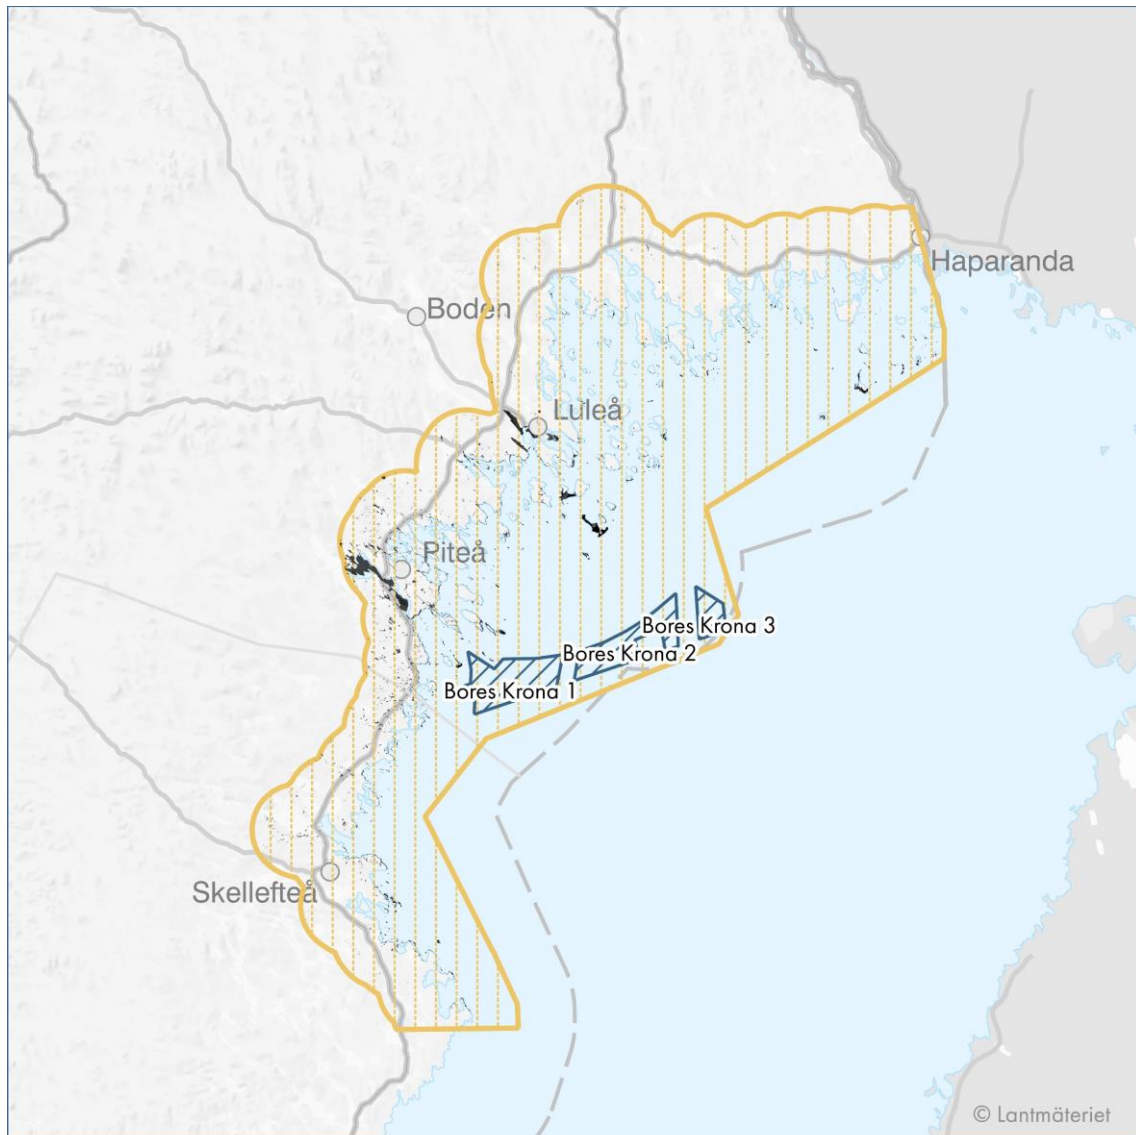 Haparanda
Boden
Luleå
Piteå
Bores Krona 3
Bores Krona 2
Bores Krona 1
Skellefteå
© Lantmäteriet